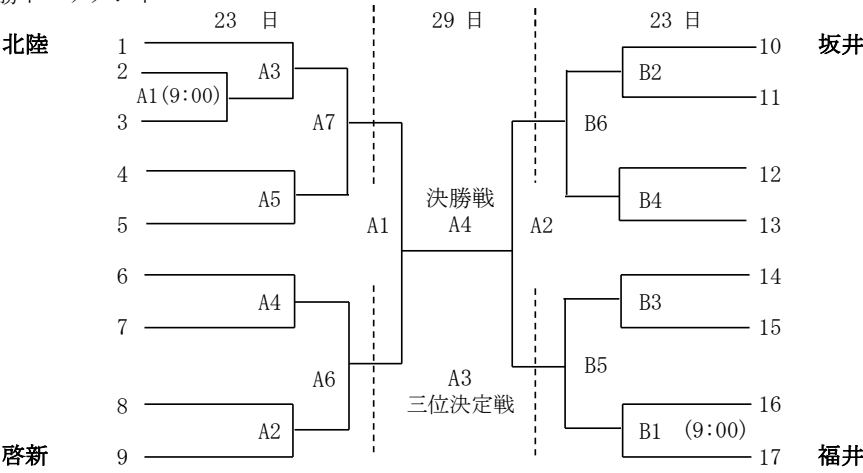 23 日 29 日 23 日
北陸 1 10 坂井
2 A3 B2
A1(9:00) 11
3 A7 B6
4 12
A5 決勝戦 B4
5 A1 A4 A2 13
6 14
A4 B3
7 15
A6 A3 B5
8 三位決定戦 16
A2 B1 (9:00)
啓新 9 17 福井